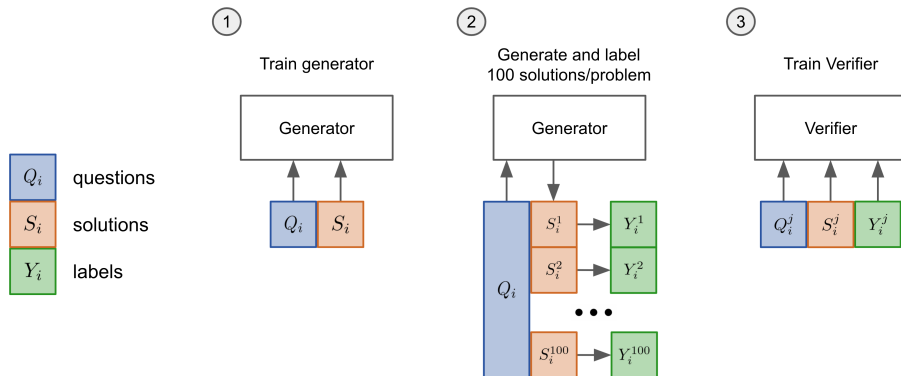 1
Train generator
Generator
Q_i
S_i
2
Generate and label
100 solutions/problem
Generator
Q_i
S_i^1
Y_i^1
S_i^2
Y_i^2
•••
S_i^100
Y_i^100
3
Train Verifier
Verifier
Q_i^j
S_i^j
Y_i^j
Q_i questions
S_i solutions
Y_i labels